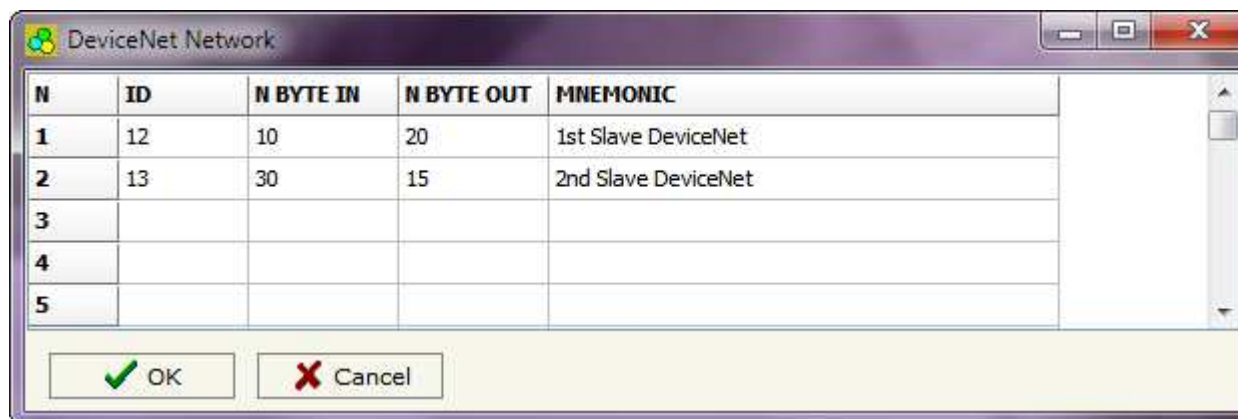 DeviceNet Network
N ID N BYTE IN N BYTE OUT MNEMONIC
1 12 10 20 1st Slave DeviceNet
2 13 30 15 2nd Slave DeviceNet
3
4
5
OK Cancel